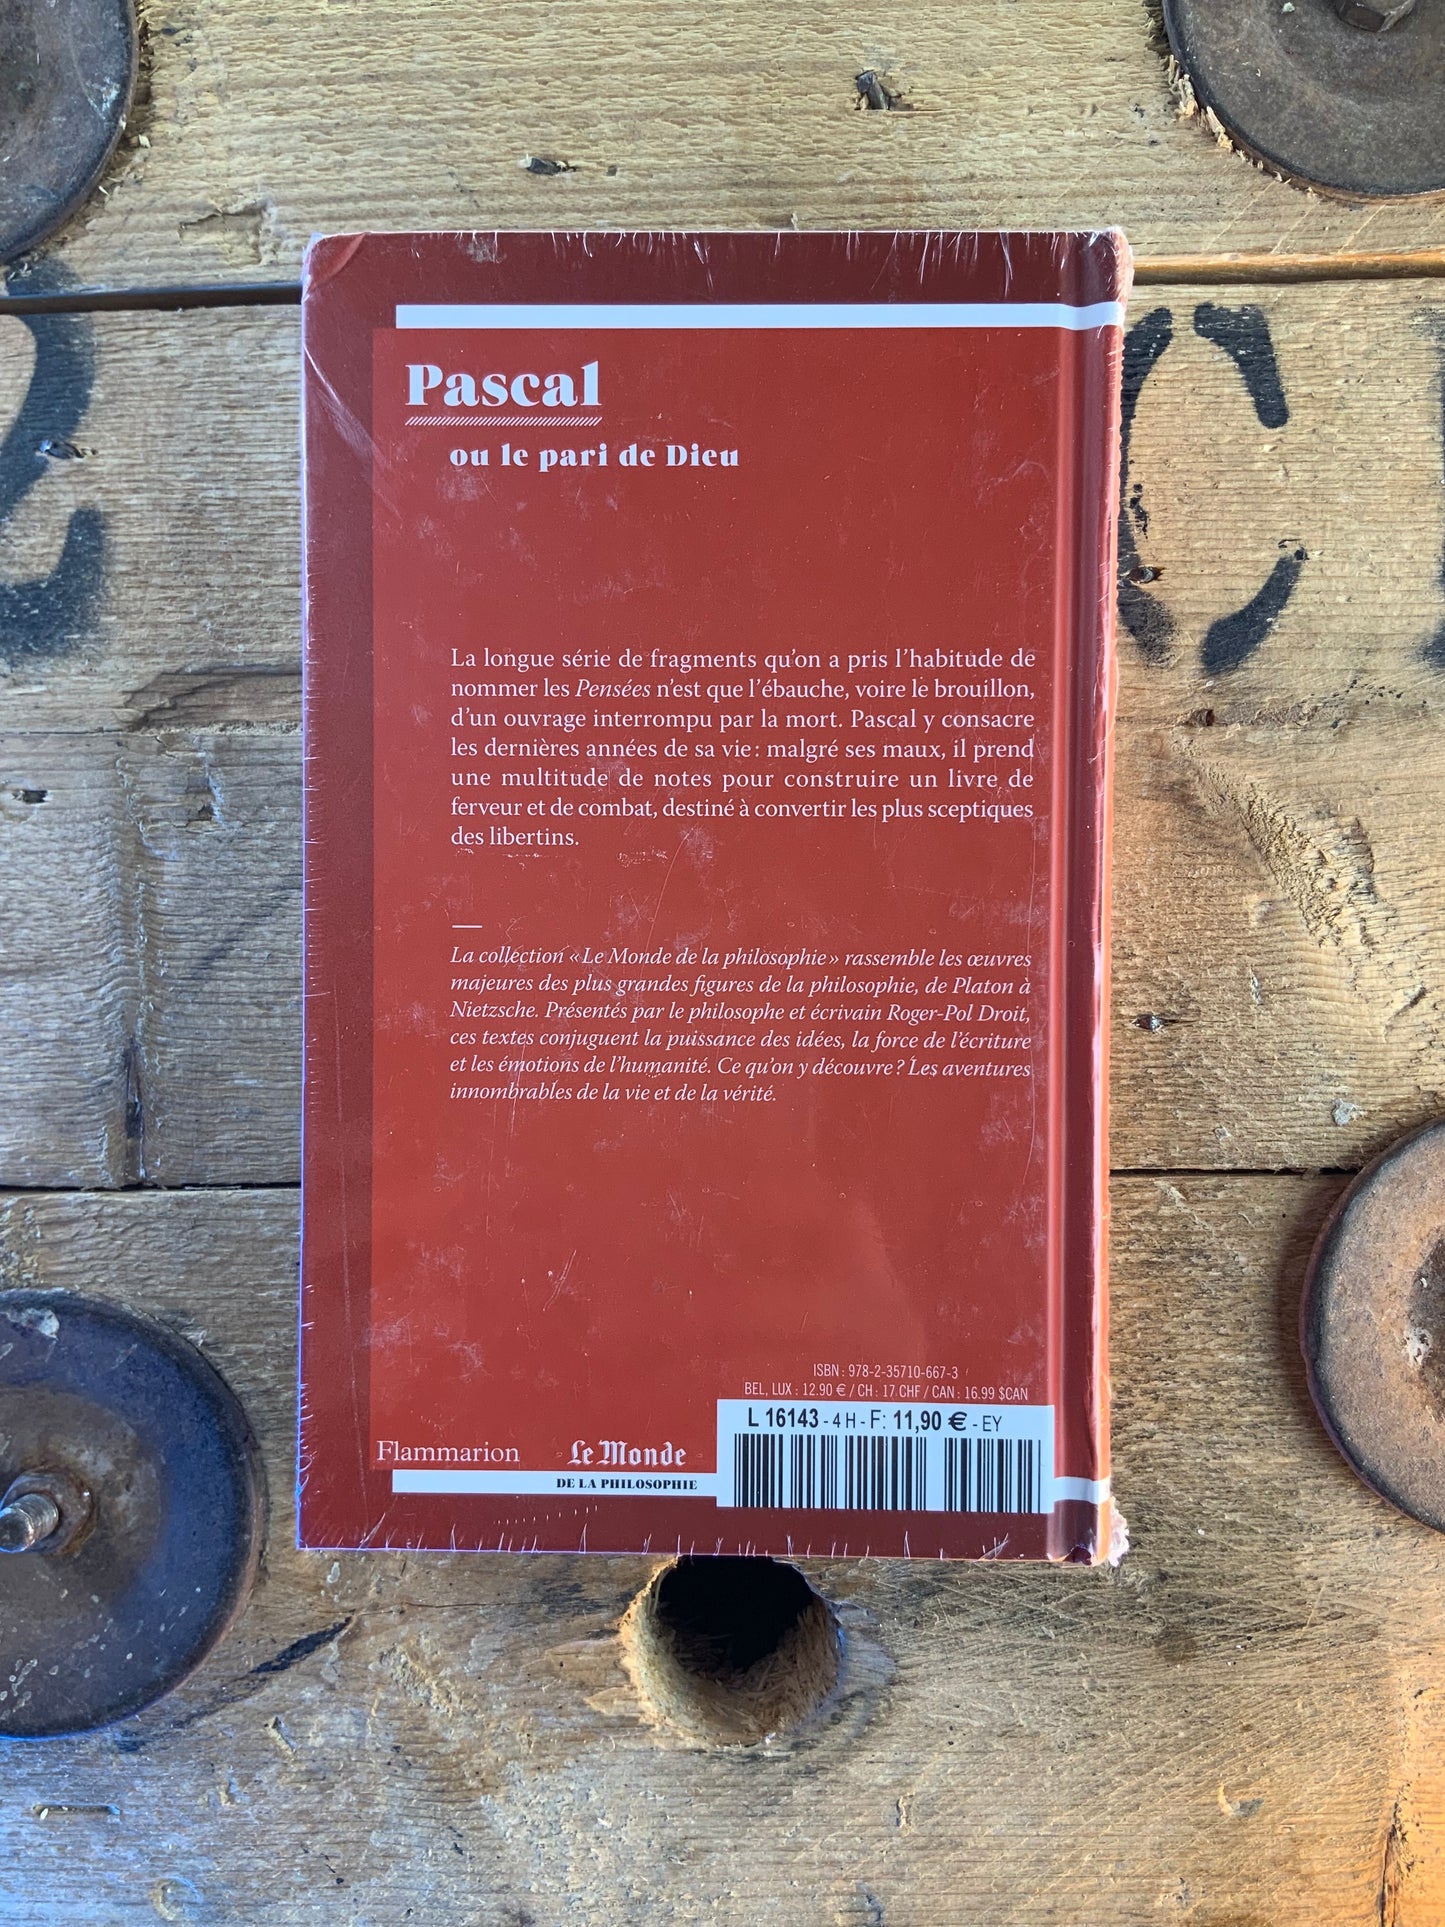 Pascal
ou le pari de Dieu
La longue série de fragments qu'on a pris l'habitude de
nommer les Pensées n'est que l'ébauche, voire le brouillon,
d'un ouvrage interrompu par la mort. Pascal y consacre
les dernières années de sa vie : malgré ses maux, il prend
une multitude de notes pour construire un livre de
ferveur et de combat, destiné à convertir les plus sceptiques
des libertins.
La collection « Le Monde de la philosophie » rassemble les œuvres
majeures des plus grandes figures de la philosophie, de Platon à
Nietzsche. Présentés par le philosophe et écrivain Roger-Pol Droit,
ces textes conjuguent la puissance des idées, la force de l'écriture
et les émotions de l'humanité. Ce qu'on y découvre ? Les aventures
innombrables de la vie et de la vérité.
ISBN : 978-2-35710-667-3
BEL, LUX : 12.90 € / CH : 17 CHF / CAN : 16.99 $CAN
L 16143 - 4 H - F: 11,90 € - EY
Flammarion
Le Monde
DE LA PHILOSOPHIE
C